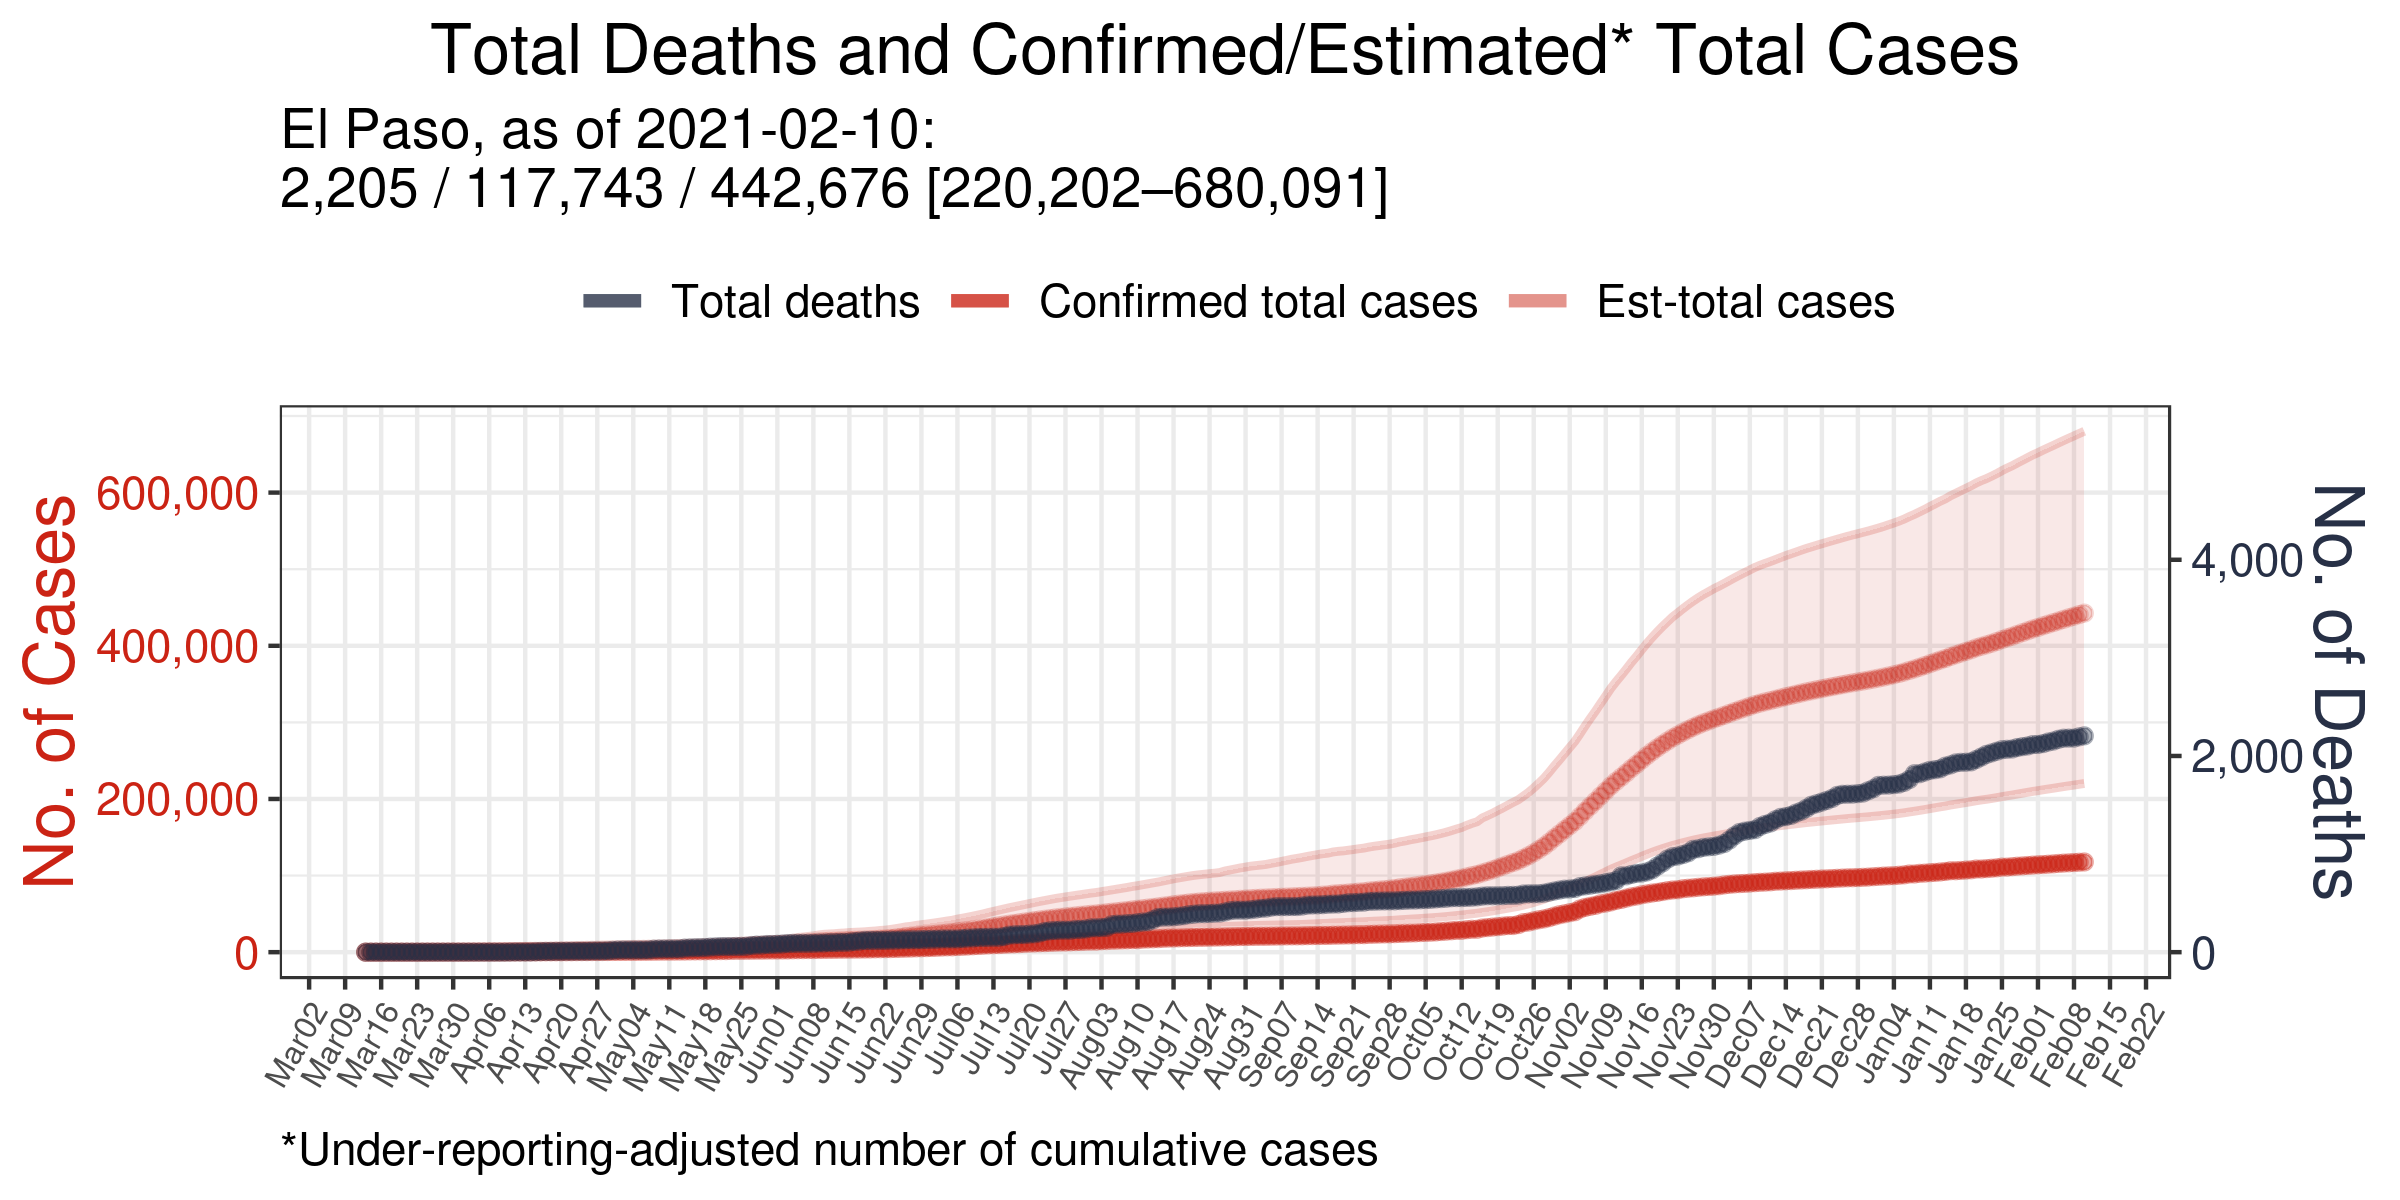 Total Deaths and Confirmed/Estimated* Total Cases
El Paso, as of 2021-02-10:
2,205 / 117,743 / 442,676 [220,202–680,091]
Total deaths Confirmed total cases Est-total cases
No. of Cases
600,000
400,000
200,000
0
4,000
2,000
0
No. of Deaths
Mar02 Mar09 Mar16 Mar23 Mar30 Apr06 Apr13 Apr20 Apr27 May04 May11 May18 May25 Jun01 Jun08 Jun15 Jun22 Jun29 Jul06 Jul13 Jul20 Jul27 Aug03 Aug10 Aug17 Aug24 Aug31 Sep07 Sep14 Sep21 Sep28 Oct05 Oct12 Oct19 Oct26 Nov02 Nov09 Nov16 Nov23 Nov30 Dec07 Dec14 Dec21 Dec28 Jan04 Jan11 Jan18 Jan25 Feb01 Feb08 Feb15 Feb22
*Under-reporting-adjusted number of cumulative cases